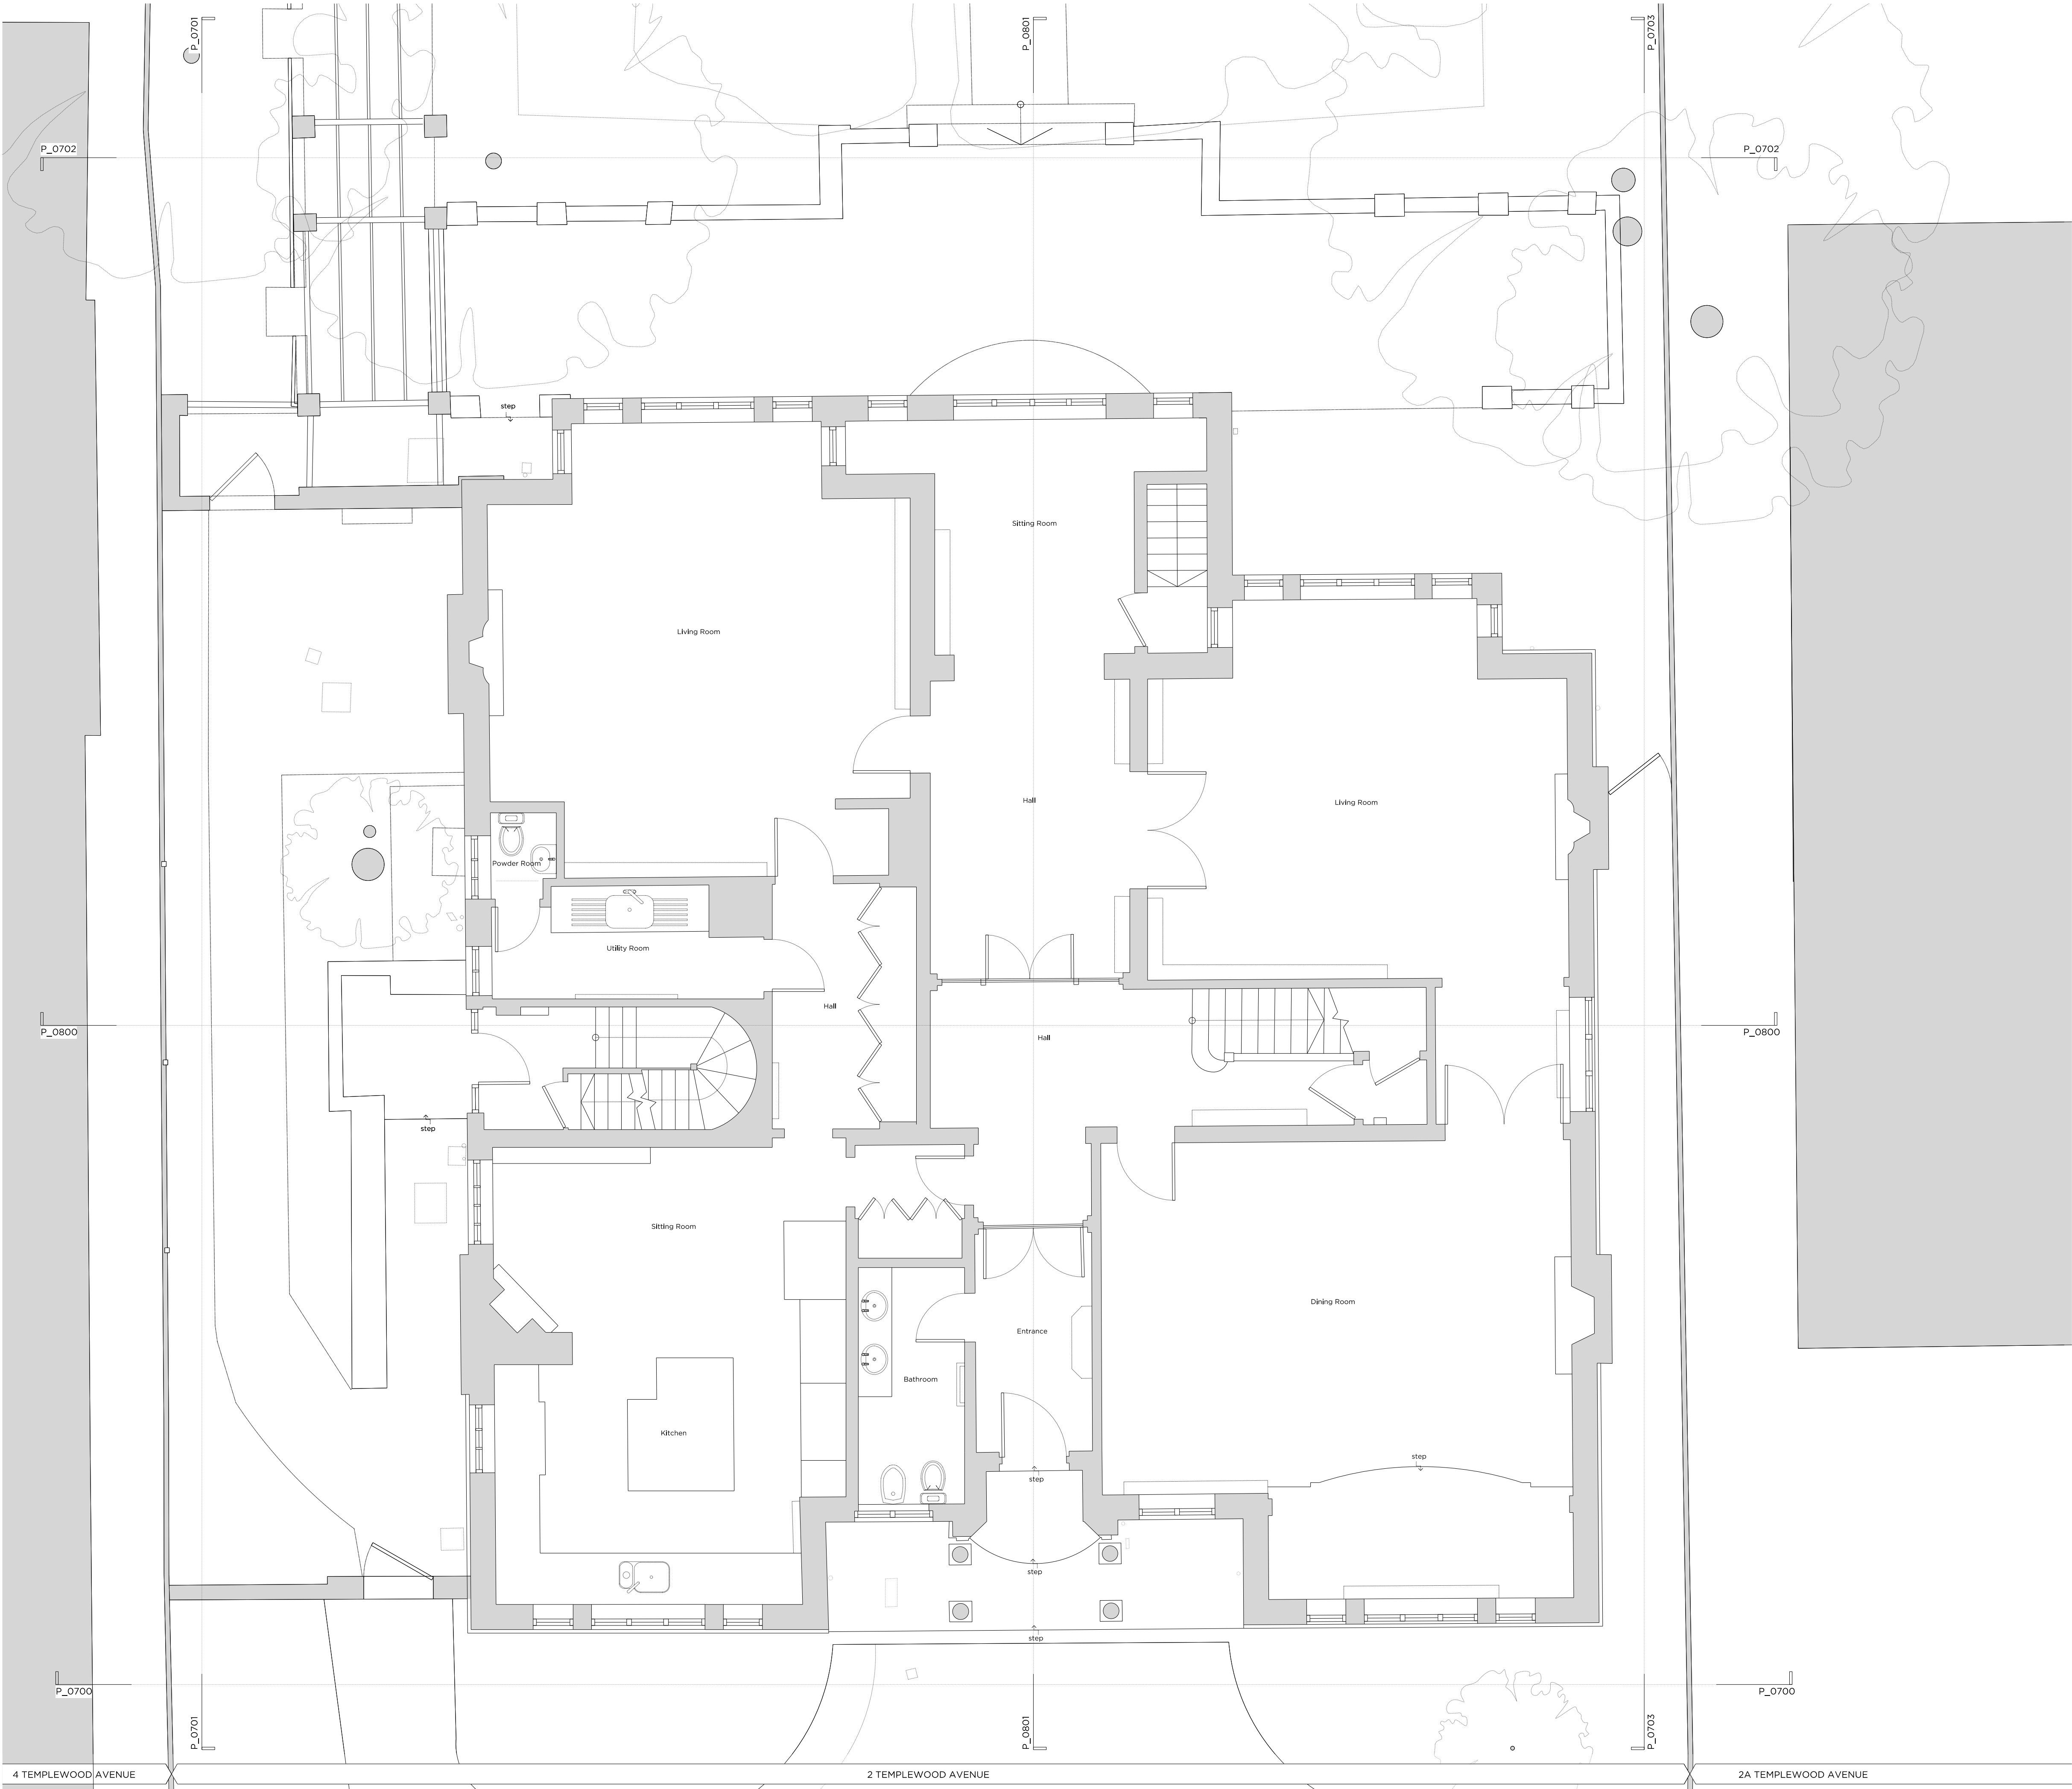 P_0701
P_0801
P_0703
P_0702
P_0702
step
Sitting Room
Living Room
Hall
Living Room
Powder Room
Utility Room
Hall
P_0800
P_0800
Hall
step
Sitting Room
Dining Room
Entrance
Bathroom
Kitchen
step
step
step
step
P_0700
P_0700
P_0701
P_0801
P_0703
4 TEMPLEWOOD AVENUE
2 TEMPLEWOOD AVENUE
2A TEMPLEWOOD AVENUE